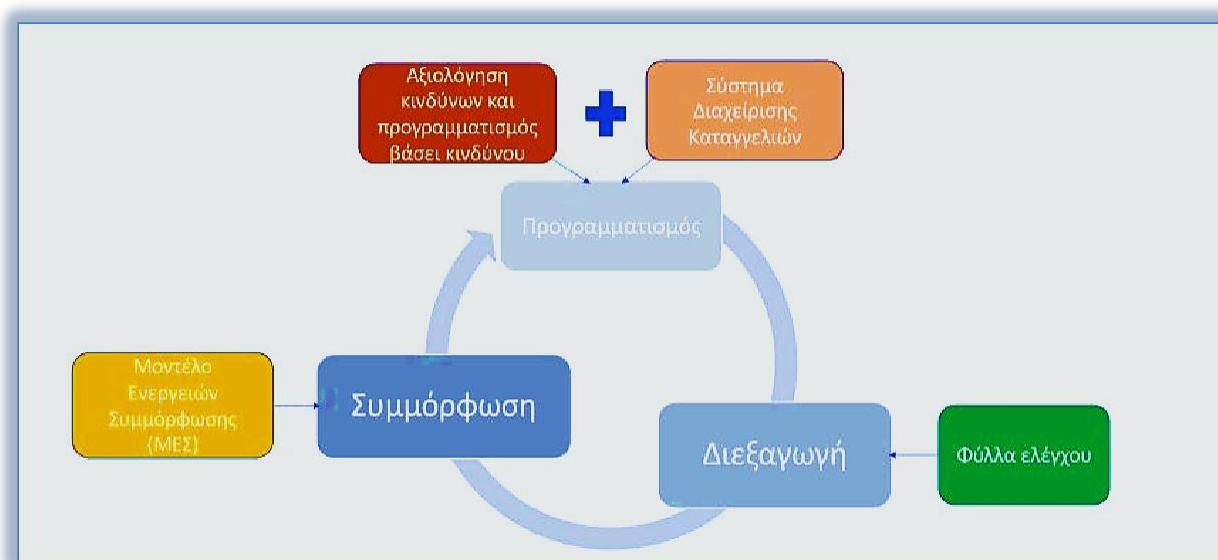 Αξιολόγηση
κινδύνων και
προγραμματισμός
βάσει κινδύνου
Σύστημα
Διαχείρισης
Καταγγελιών
Προγραμματισμός
Μοντέλο
Ενεργειών
Συμμόρφωσης
(ΜΕΣ)
Συμμόρφωση
Διεξαγωγή
Φύλλα ελέγχου